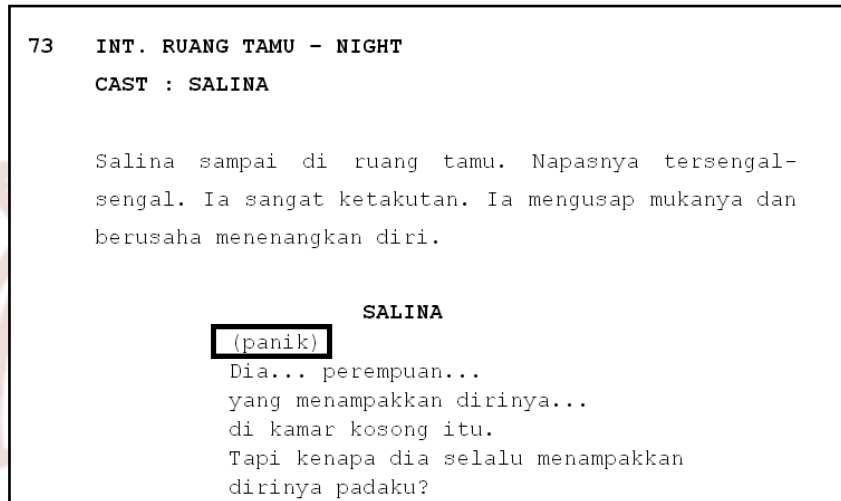 73 INT. RUANG TAMU – NIGHT
CAST : SALINA
Salina sampai di ruang tamu. Napasnya tersengal-
sengal. Ia sangat ketakutan. Ia mengusap mukanya dan
berusaha menenangkan diri.
SALINA
(panik)
Dia... perempuan...
yang menampakkan dirinya...
di kamar kosong itu.
Tapi kenapa dia selalu menampakkan
dirinya padaku?